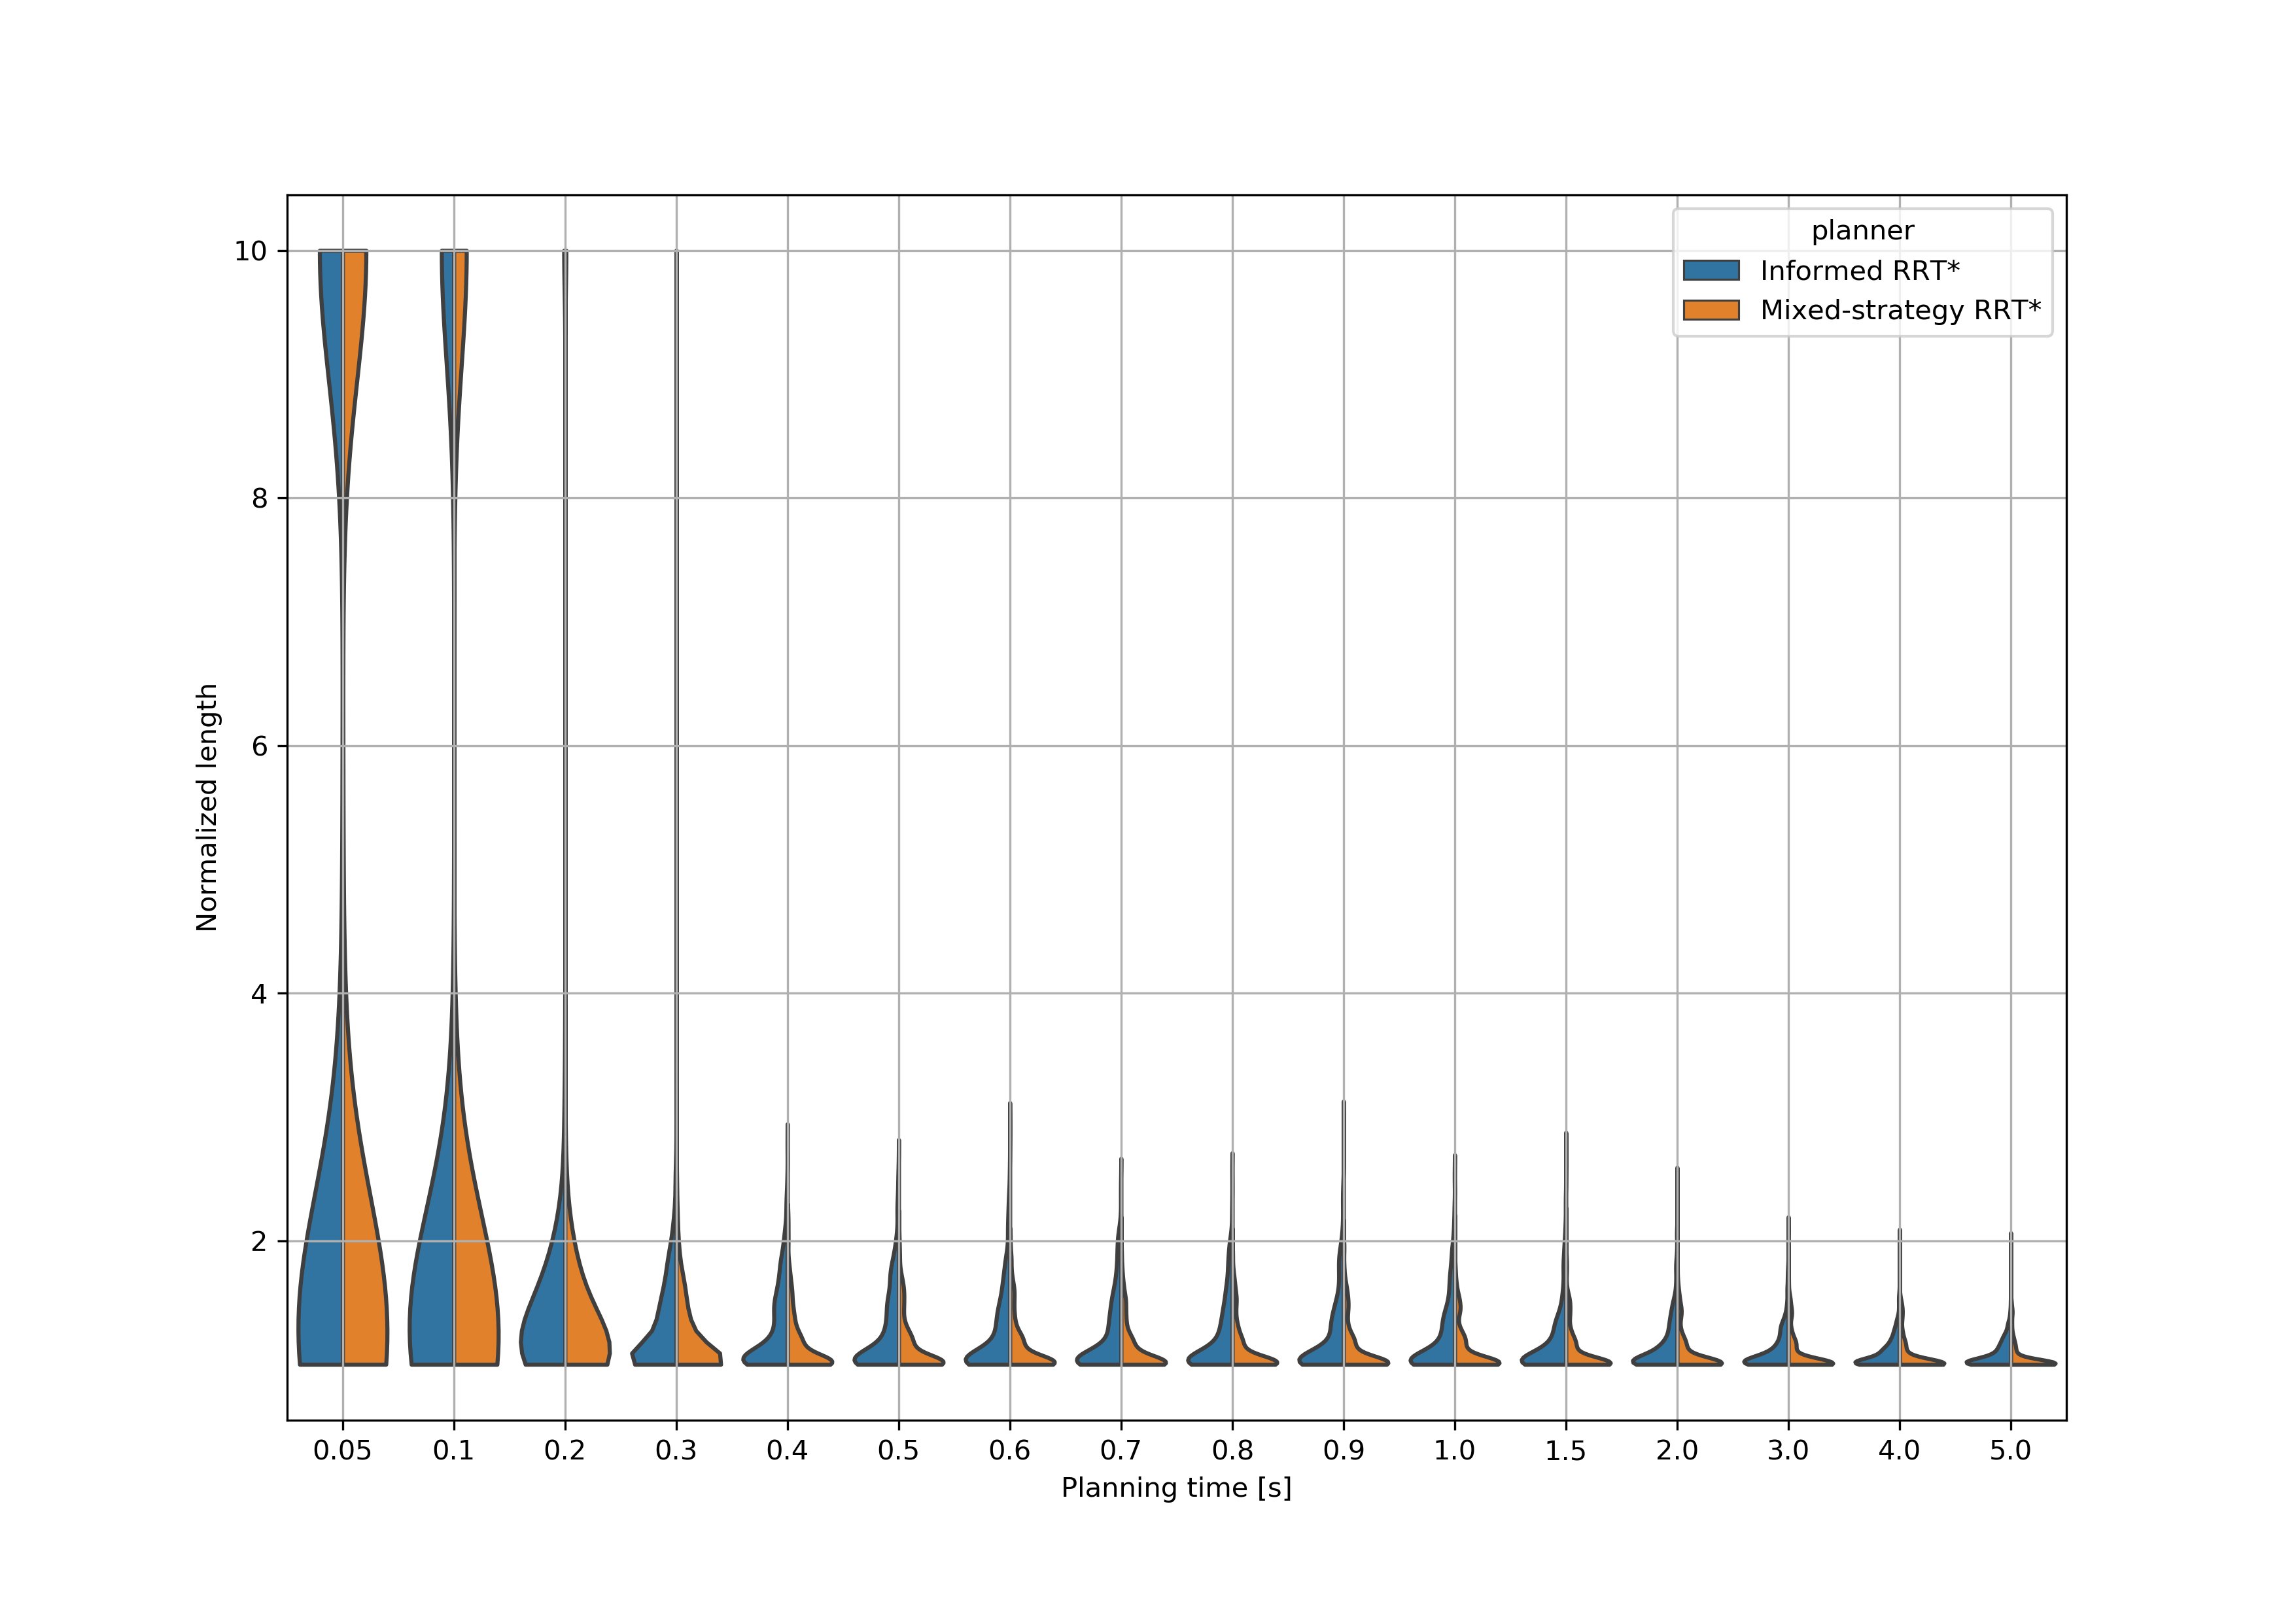 planner
Informed RRT*
Mixed-strategy RRT*
10
8
6
4
2
Normalized length
0.05 0.1 0.2 0.3 0.4 0.5 0.6 0.7 0.8 0.9 1.0 1.5 2.0 3.0 4.0 5.0
Planning time [s]